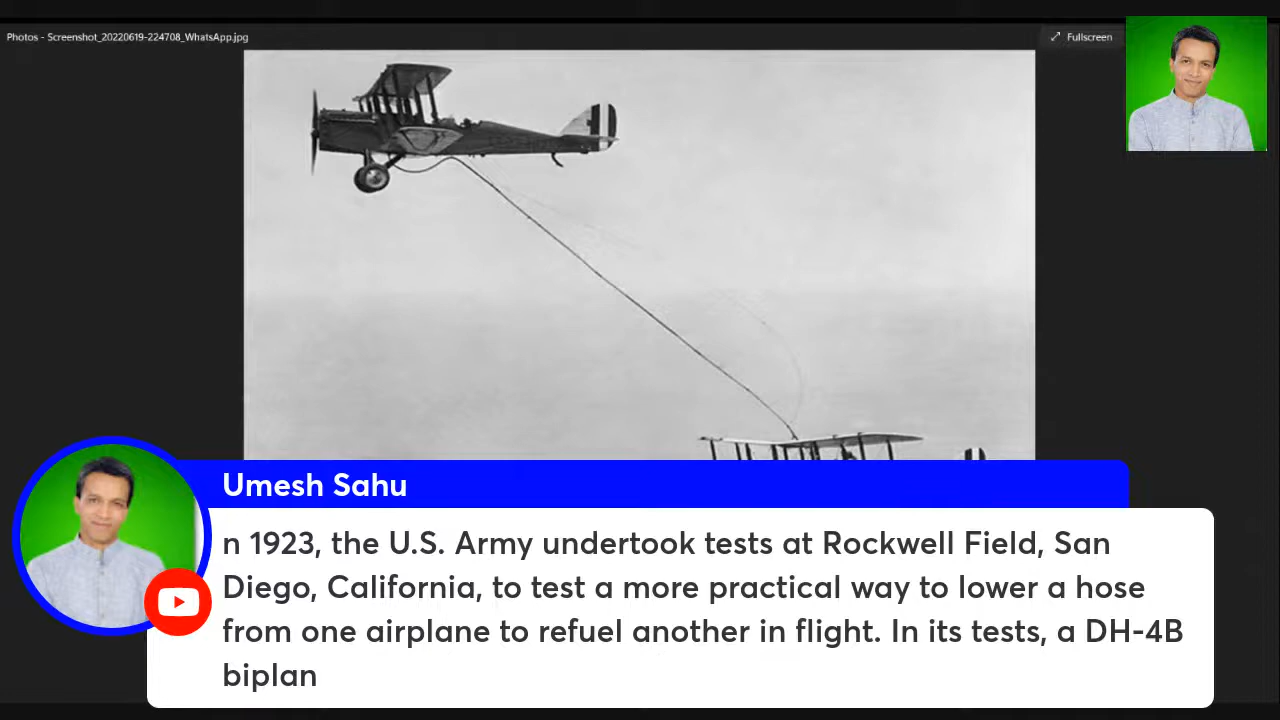 Photos - Screenshot_20220619-224708_WhatsApp.jpg
Fullscreen
Umesh Sahu
n 1923, the U.S. Army undertook tests at Rockwell Field, San
Diego, California, to test a more practical way to lower a hose
from one airplane to refuel another in flight. In its tests, a DH-4B
biplan